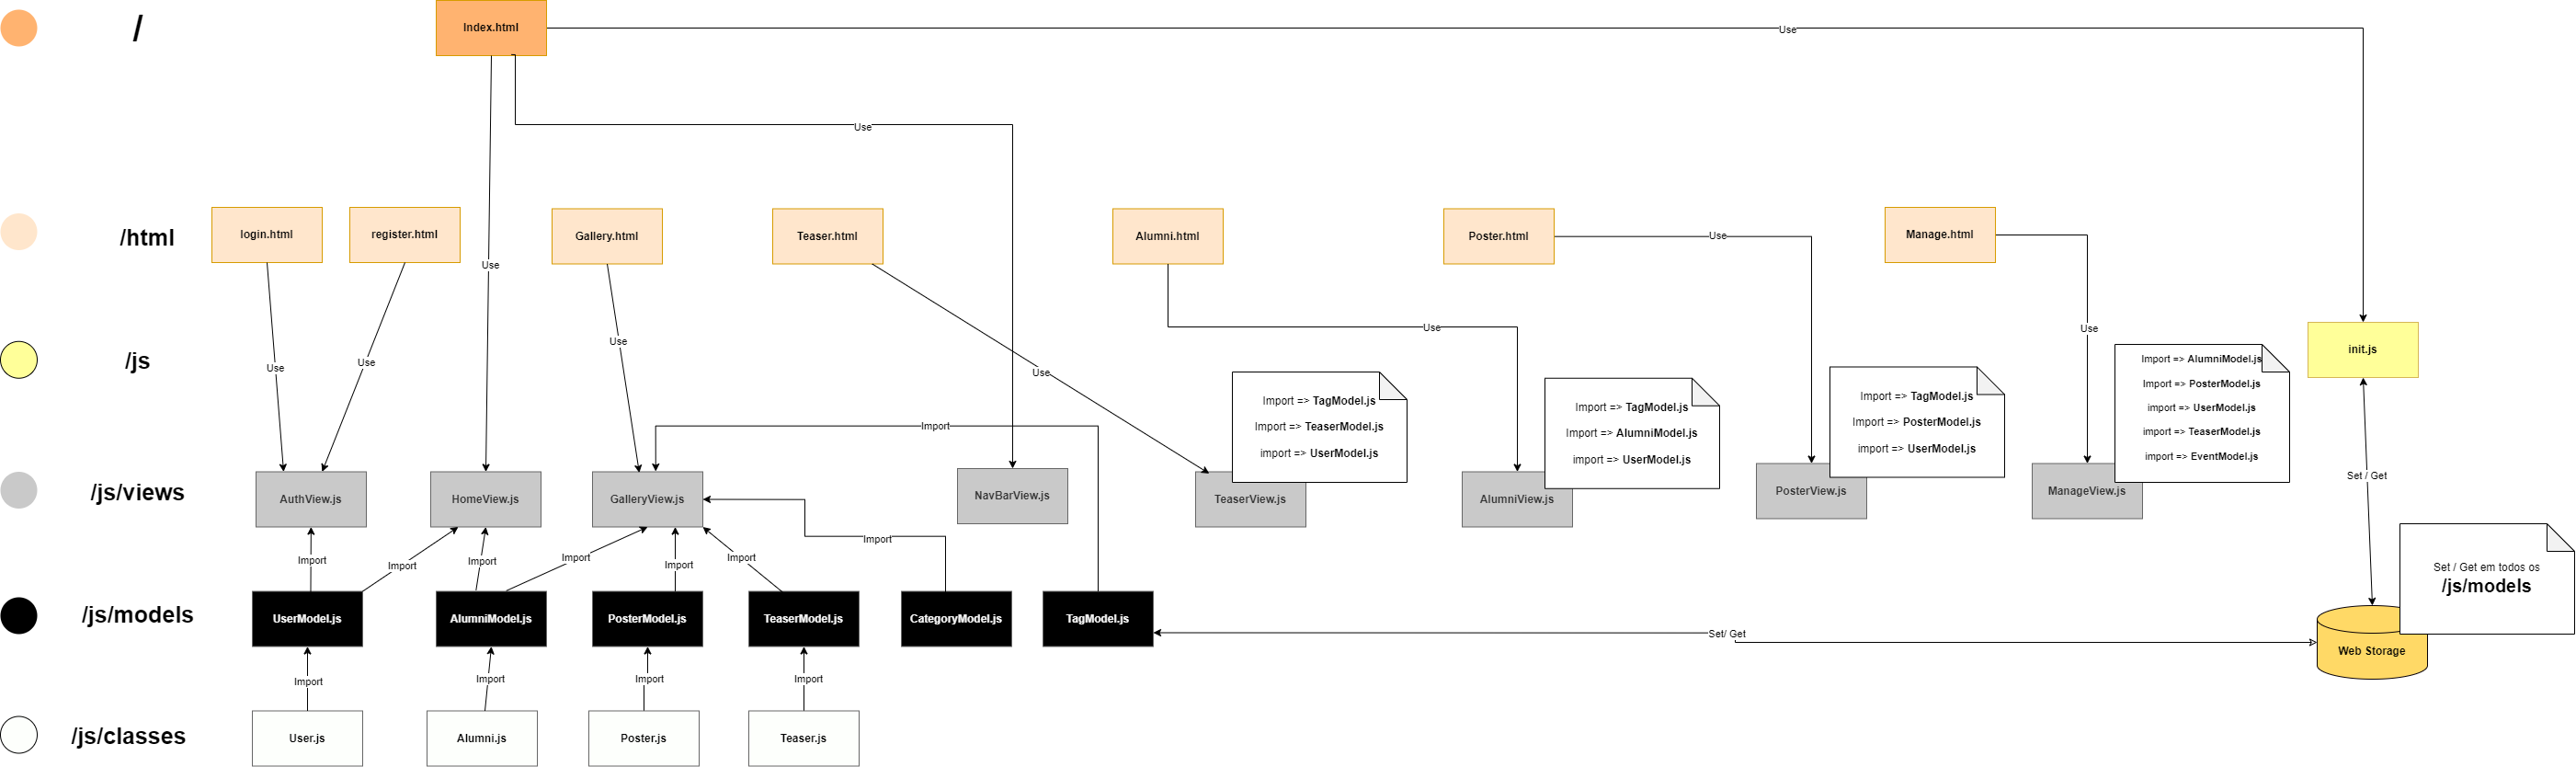 /
Index.html
Use
Use
/html
login.html
register.html
Gallery.html
Teaser.html
Alumni.html
Poster.html
Use
Manage.html
Use
/js
Use
Use
Use
Use
Use
Use
init.js
Import => TagModel.js
Import => TeaserModel.js
import => UserModel.js
Import => TagModel.js
Import => AlumniModel.js
import => UserModel.js
Import => TagModel.js
Import => PosterModel.js
import => UserModel.js
Import => AlumniModel.js
Import => PosterModel.js
import => UserModel.js
import => TeaserModel.js
import => EventModel.js
Import
Set / Get
/js/views
AuthView.js
HomeView.js
GalleryView.js
NavBarView.js
TeaserView.js
AlumniView.js
PosterView.js
ManageView.js
Import
Import
Import
Import
Import
Import
Import
Set / Get em todos os
/js/models
/js/models
UserModel.js
AlumniModel.js
PosterModel.js
TeaserModel.js
CategoryModel.js
TagModel.js
Set/ Get
Web Storage
Import
Import
Import
Import
/js/classes
User.js
Alumni.js
Poster.js
Teaser.js